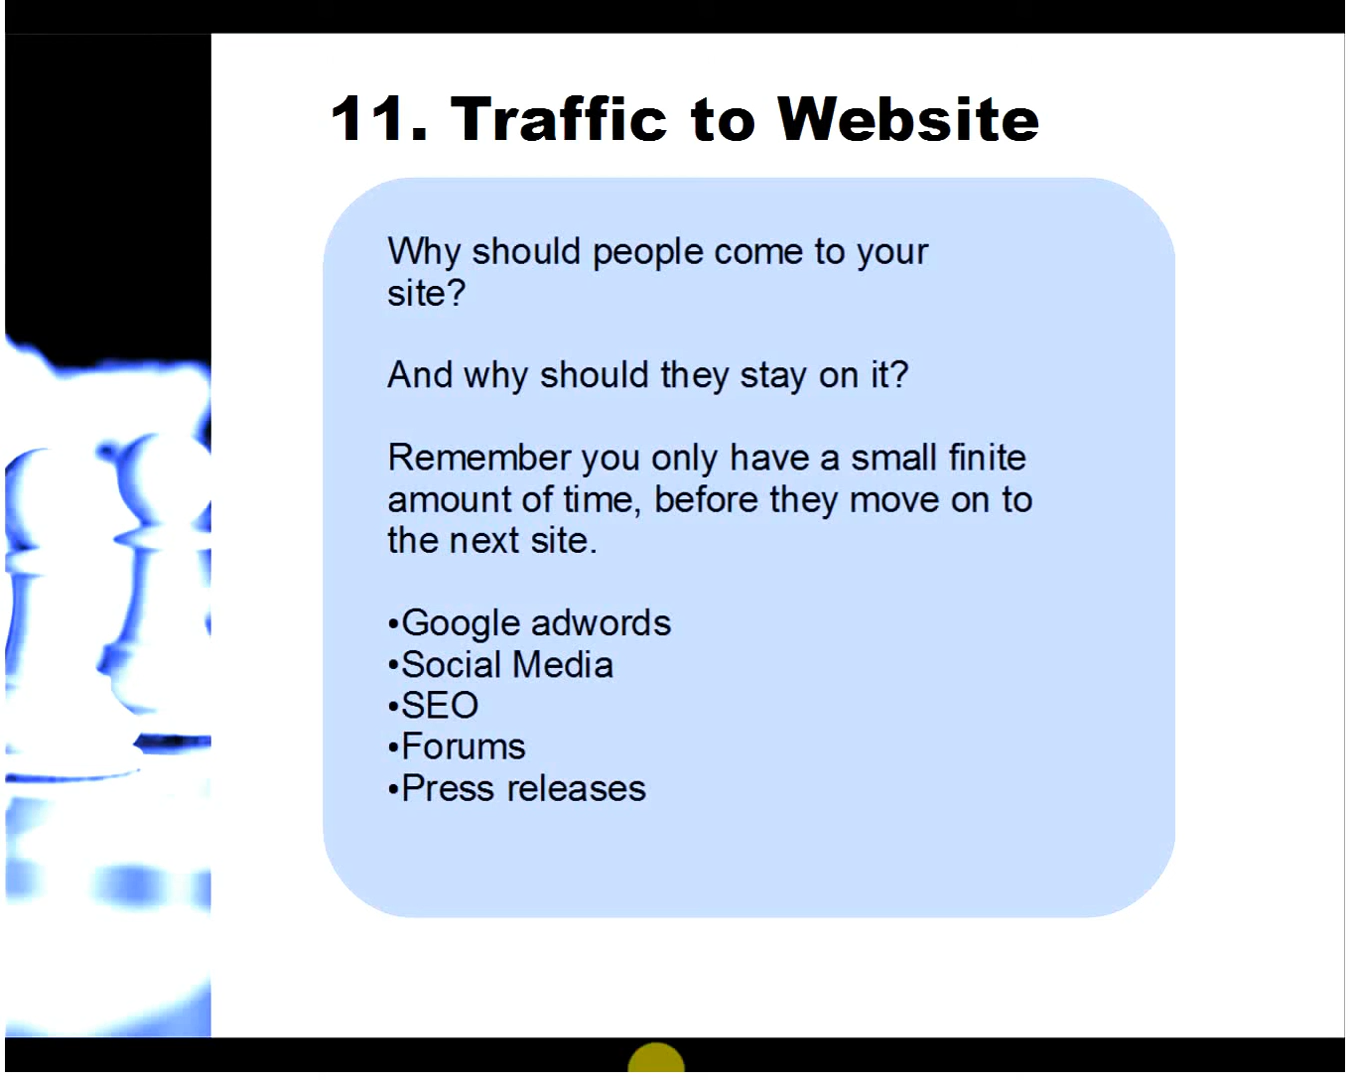 11. Traffic to Website
Why should people come to your
site?
And why should they stay on it?
Remember you only have a small finite
amount of time, before they move on to
the next site.
•Google adwords
•Social Media
•SEO
•Forums
•Press releases